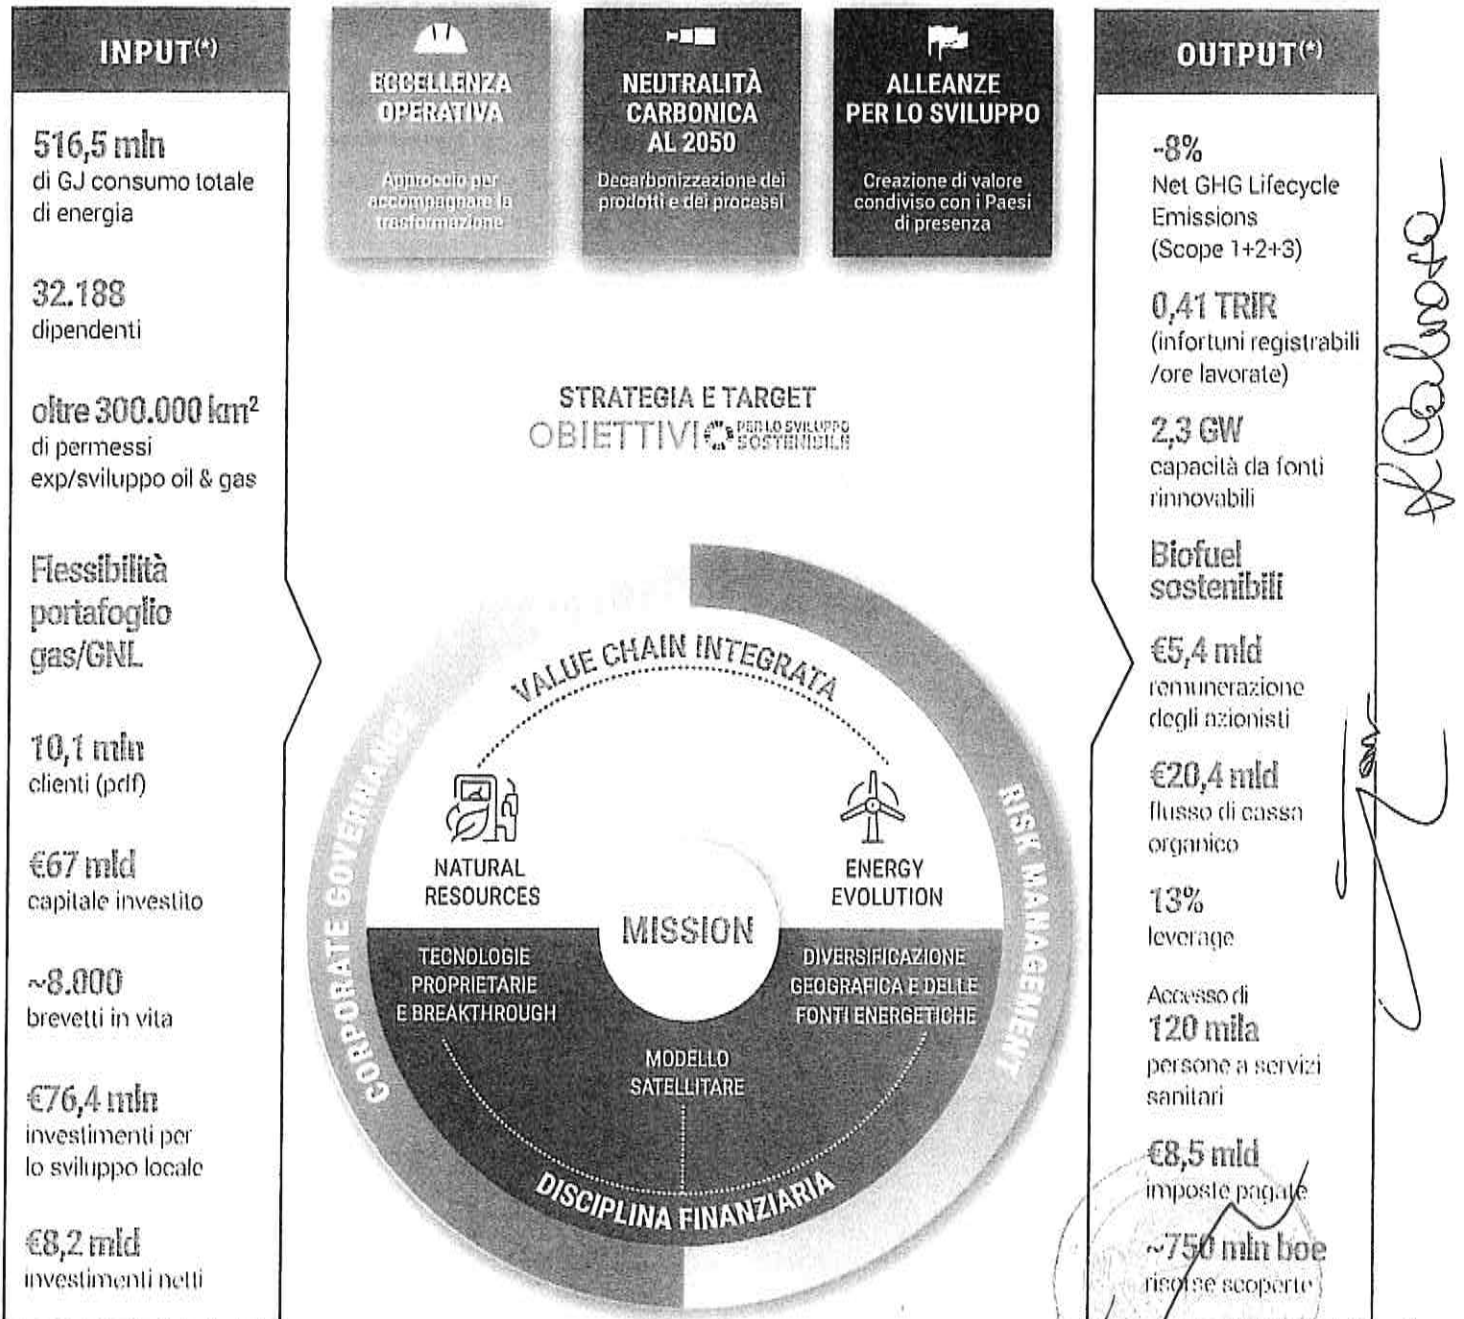 INPUT(*)
516,5 mln
di GJ consumo totale
di energia
32.188
dipendenti
oltre 300.000 km²
di permessi
exp/sviluppo oil & gas
Flessibilità
portafoglio
gas/GNL
10,1 mln
clienti (pdf)
€67 mld
capitale investito
~8.000
brevetti in vita
€76,4 mln
investimenti per
lo sviluppo locale
€8,2 mld
investimenti netti
ECCELLENZA
OPERATIVA
Approccio per
accompagnare la
trasformazione
NEUTRALITÀ
CARBONICA
AL 2050
Decarbonizzazione dei
prodotti e dei processi
ALLEANZE
PER LO SVILUPPO
Creazione di valore
condiviso con i Paesi
di presenza
STRATEGIA E TARGET
OBIETTIVI PER LO SVILUPPO
SOSTENIBILE
VALUE CHAIN INTEGRATA
CORPORATE GOVERNANCE
RISK MANAGEMENT
NATURAL
RESOURCES
ENERGY
EVOLUTION
MISSION
TECNOLOGIE
PROPRIETARIE
E BREAKTHROUGH
DIVERSIFICAZIONE
GEOGRAFICA E DELLE
FONTI ENERGETICHE
MODELLO
SATELLITARE
DISCIPLINA FINANZIARIA
OUTPUT(*)
-8%
Net GHG Lifecycle
Emissions
(Scope 1+2+3)
0,41 TRIR
(infortuni registrabili
/ore lavorate)
2,3 GW
capacità da fonti
rinnovabili
Biofuel
sostenibili
€5,4 mld
remunerazione
degli azionisti
€20,4 mld
flusso di cassa
organico
13%
leverage
Accesso di
120 mila
persone a servizi
sanitari
€8,5 mld
imposte pagate
~750 mln boe
risorse scoperte